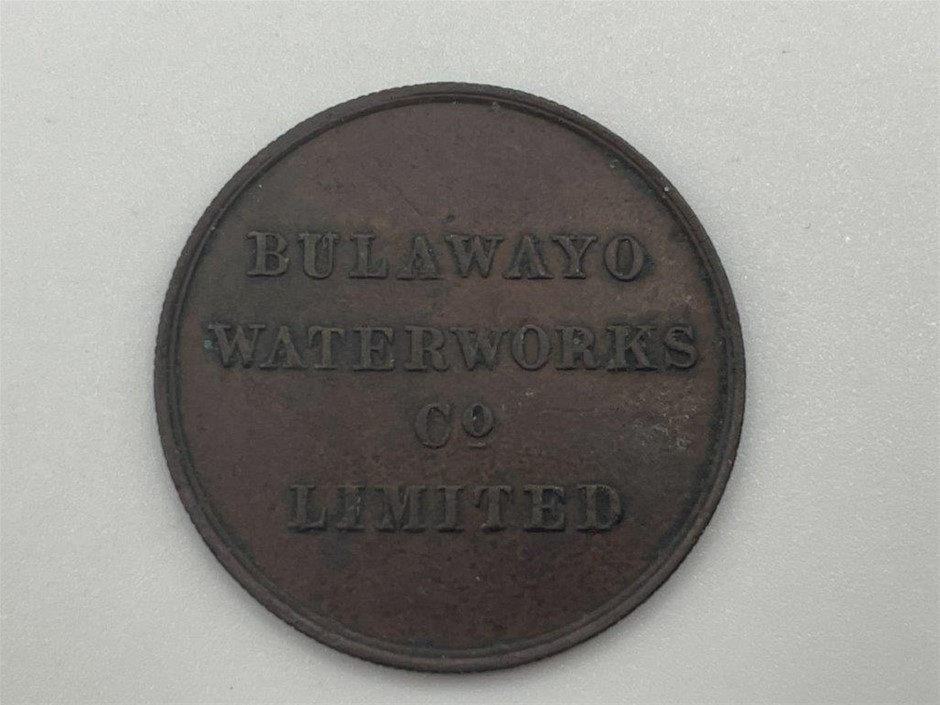 BULAWAYO
WATERWORKS
Cº
LIMITED